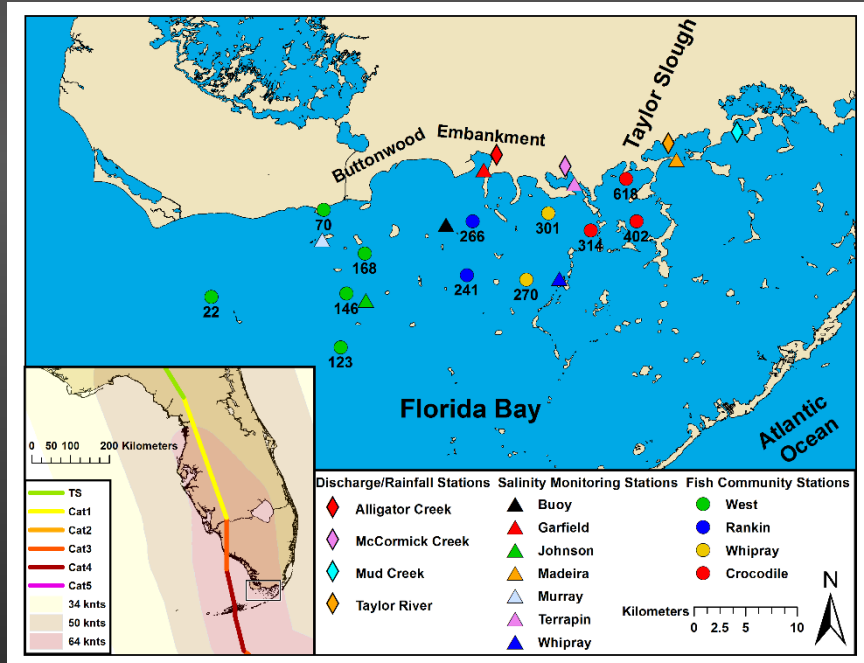 Taylor Slough
Buttonwood Embankment
618
70
266
301
314
402
168
241
270
22
146
123
Florida Bay
Atlantic
Ocean
0 50 100 200 Kilometers
TS
Cat1
Cat2
Cat3
Cat4
Cat5
34 knts
50 knts
64 knts
Discharge/Rainfall Stations
Alligator Creek
McCormick Creek
Mud Creek
Taylor River
Salinity Monitoring Stations
Buoy
Garfield
Johnson
Madeira
Murray
Terrapin
Whipray
Fish Community Stations
West
Rankin
Whipray
Crocodile
N
Kilometers
0 2.5 5 10